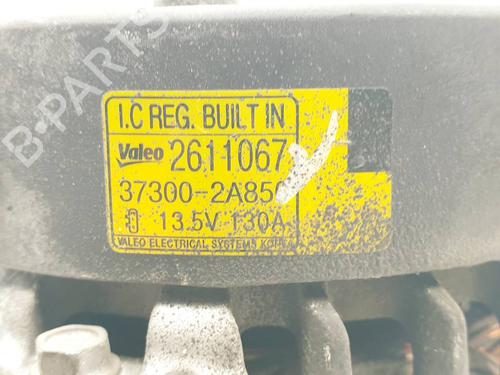 I.C REG. BUILT IN
Valeo 2611067
37300-2A850
13.5V 130A
VALEO ELECTRICAL SYSTEMS KOREA
B-PARTS